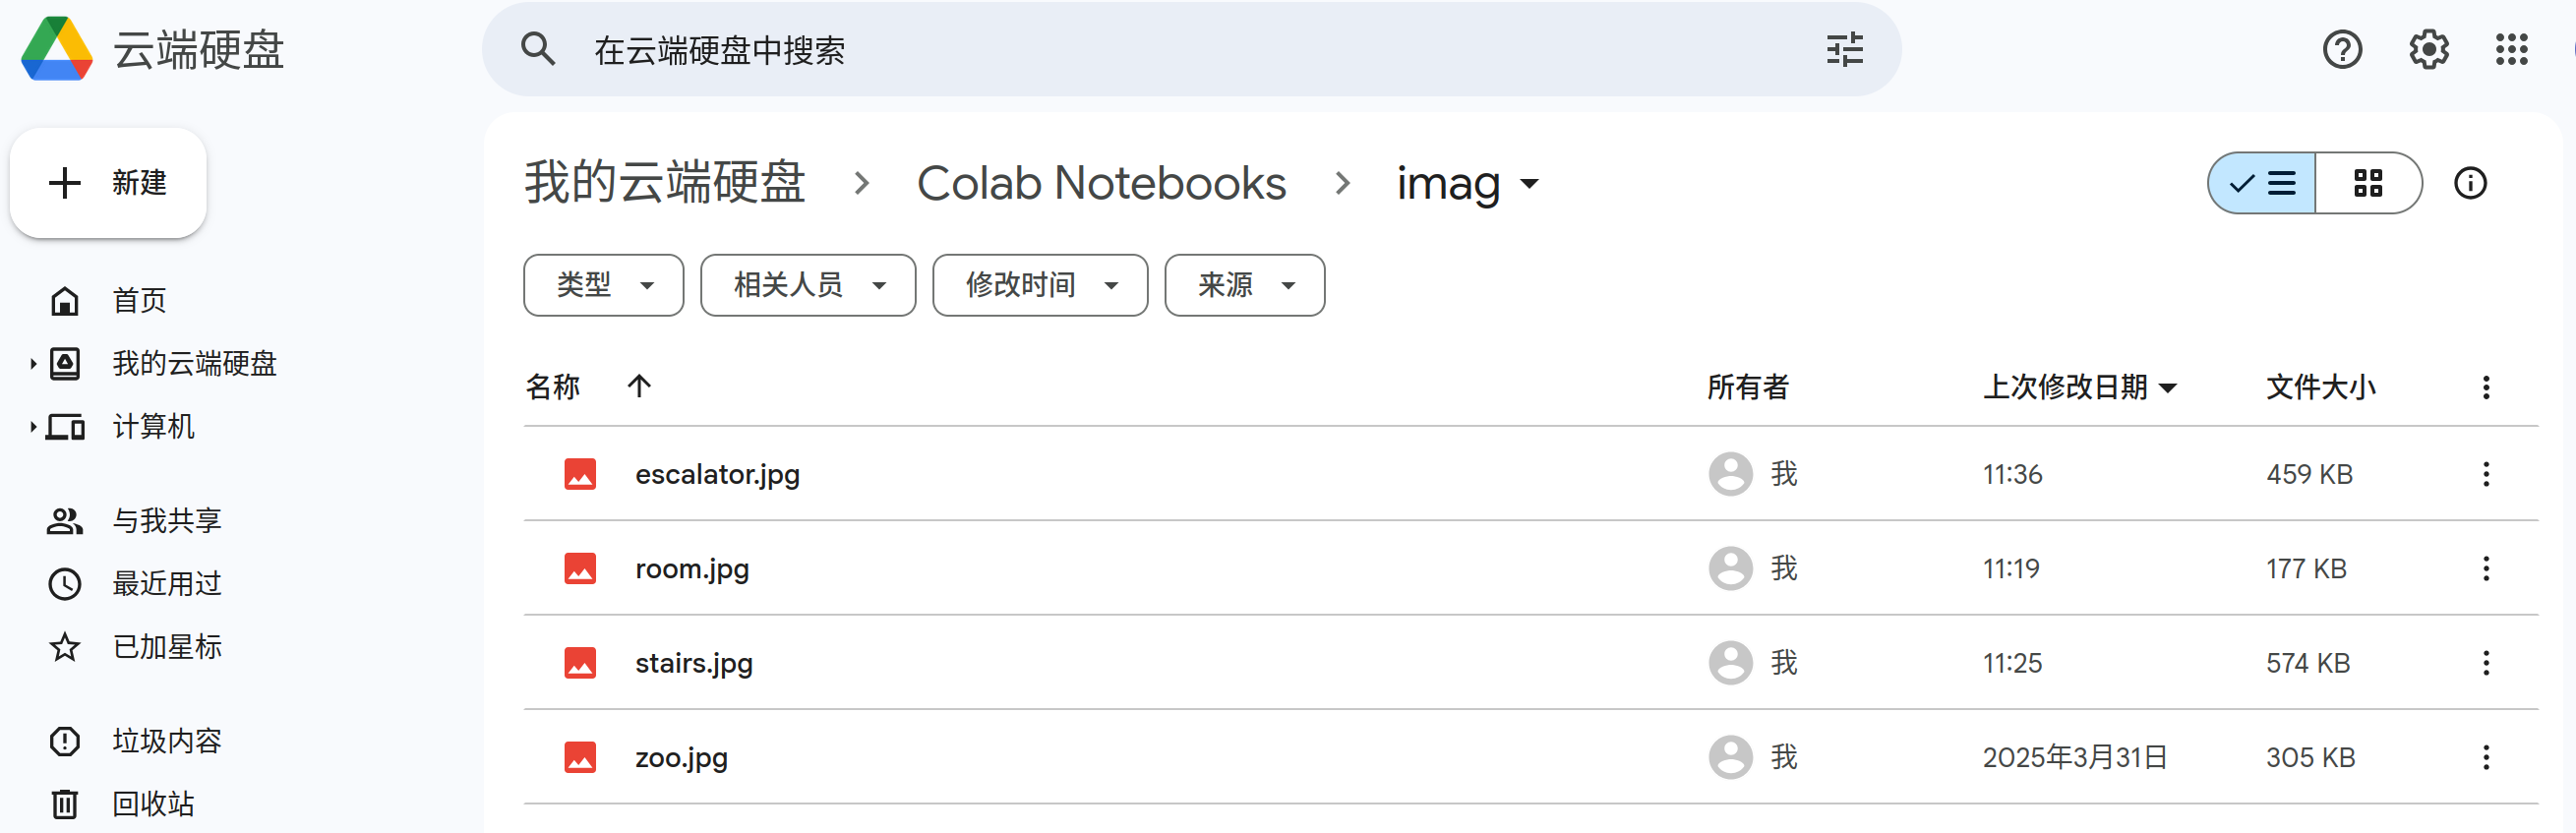 云端硬盘
在云端硬盘中搜索
新建
首页
我的云端硬盘
计算机
与我共享
最近用过
已加星标
垃圾内容
回收站
我的云端硬盘 Colab Notebooks imag
类型 相关人员 修改时间 来源
名称 所有者 上次修改日期 文件大小
escalator.jpg 我 11:36 459 KB
room.jpg 我 11:19 177 KB
stairs.jpg 我 11:25 574 KB
zoo.jpg 我 2025年3月31日 305 KB